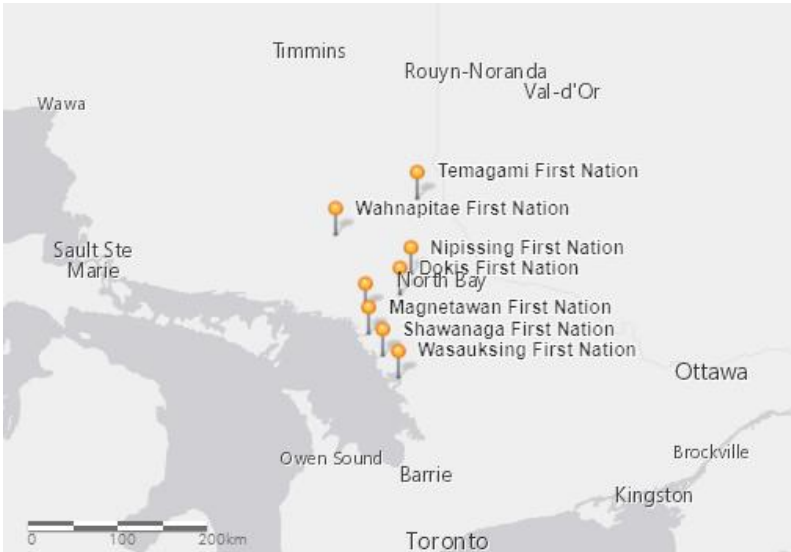 Timmins
Rouyn-Noranda
Val-d'Or
Wawa
Temagami First Nation
Wahnapitae First Nation
Sault Ste
Marie
Nipissing First Nation
Dokis First Nation
North Bay
Magnetawan First Nation
Shawanaga First Nation
Wasauksing First Nation
Ottawa
Owen Sound
Barrie
Brockville
Kingston
0 100 200km
Toronto